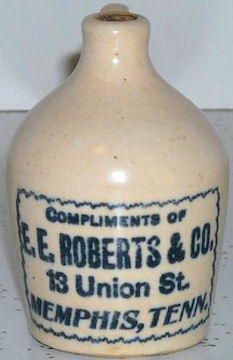 COMPLIMENTS OF
E. E. ROBERTS & CO.
13 Union St.
MEMPHIS, TENN.